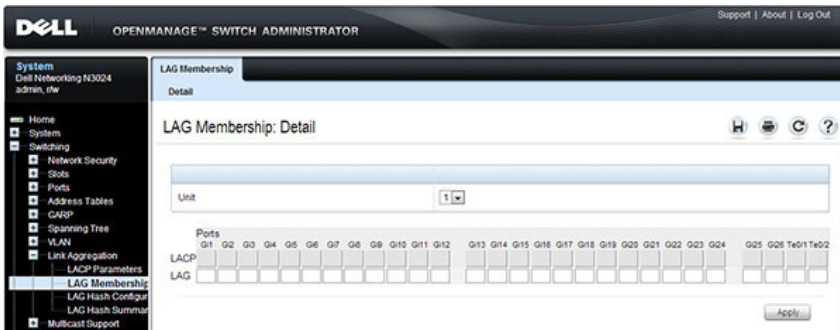 Support | About | Log Out
DELL OPENMANAGE™ SWITCH ADMINISTRATOR
System
Dell Networking N3024
admin, r/w
Home
System
Switching
Network Security
Slots
Ports
Address Tables
GARP
Spanning Tree
VLAN
Link Aggregation
LACP Parameters
LAG Membership
LAG Hash Configur
LAG Hash Summar
Multicast Support
LAG Membership
Detail
LAG Membership: Detail
Unit 1
Ports
Gi1 Gi2 Gi3 Gi4 Gi5 Gi6 Gi7 Gi8 Gi9 Gi10 Gi11 Gi12 Gi13 Gi14 Gi15 Gi16 Gi17 Gi18 Gi19 Gi20 Gi21 Gi22 Gi23 Gi24 Gi25 Gi26 Te0/1 Te0/2
LACP
LAG
Apply